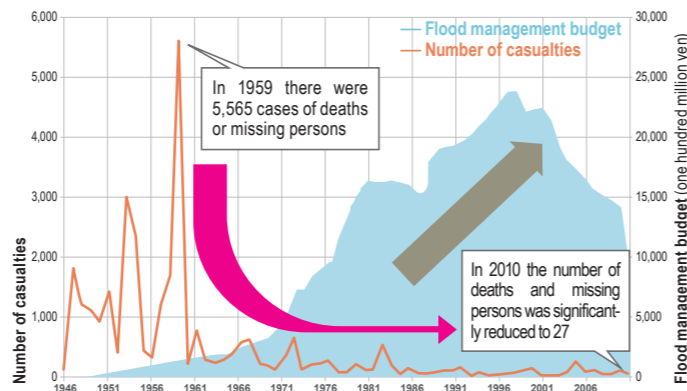 6,000
5,000
4,000
3,000
2,000
1,000
0
Number of casualties
Flood management budget
Number of casualties
In 1959 there were
5,565 cases of deaths
or missing persons
In 2010 the number of
deaths and missing
persons was significant-
ly reduced to 27
30,000
25,000
20,000
15,000
10,000
5,000
0
Flood management budget (one hundred million yen)
1946 1951 1956 1961 1966 1971 1976 1981 1986 1991 1996 2001 2006